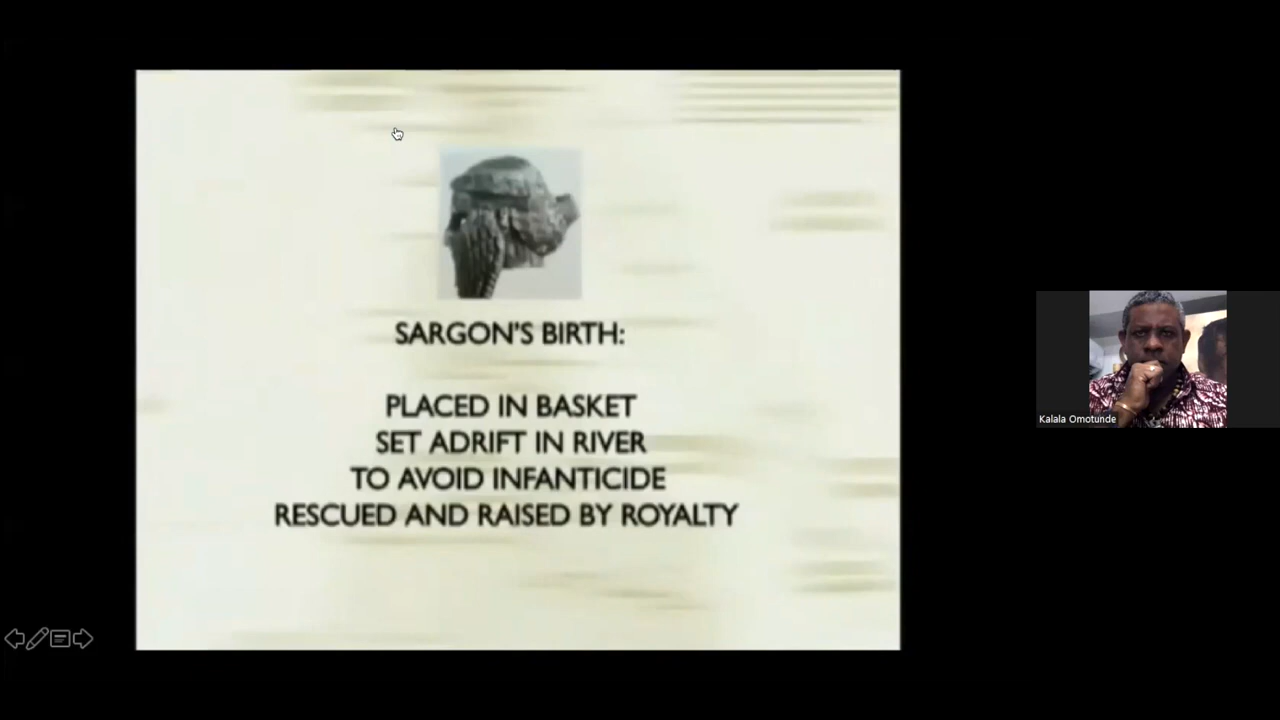 SARGON'S BIRTH:
PLACED IN BASKET
SET ADRIFT IN RIVER
TO AVOID INFANTICIDE
RESCUED AND RAISED BY ROYALTY
Kalala Omotunde